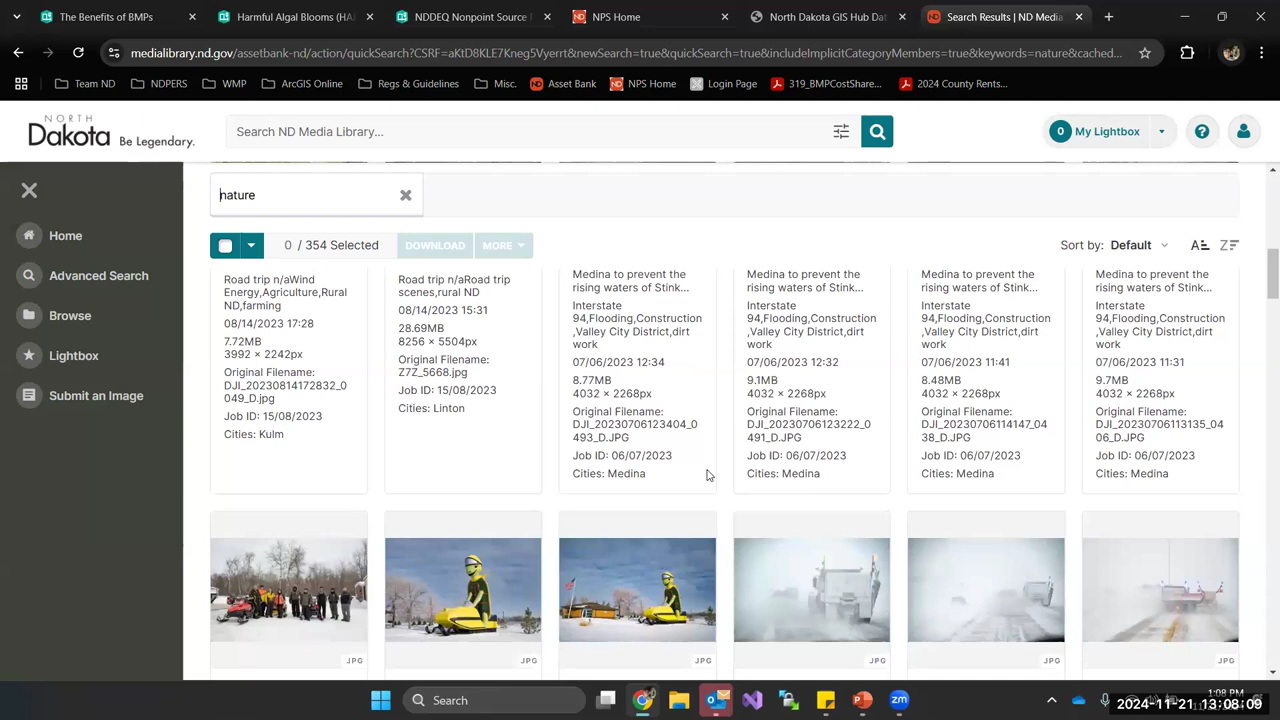 The Benefits of BMPs
Harmful Algal Blooms (HA
NDDEQ Nonpoint Source
NPS Home
North Dakota GIS Hub Dat
Search Results | ND Media
medialibrary.nd.gov/assetbank-nd/action/quickSearch?CSRF=aKtD8KLE7Kneg5Vyerrt&newSearch=true&quickSearch=true&includeImplicitCategoryMembers=true&keywords=nature&cached...
Team ND
NDPERS
WMP
ArcGIS Online
Regs & Guidelines
Misc.
Asset Bank
NPS Home
Login Page
319_BMPCostShare...
2024 County Rents...
NORTH
Dakota Be Legendary.
Search ND Media Library...
0 My Lightbox
nature
Home
Advanced Search
Browse
Lightbox
Submit an Image
0 / 354 Selected
DOWNLOAD
MORE
Sort by: Default
Road trip n/aWind
Energy,Agriculture,Rural
ND,farming
08/14/2023 17:28
7.72MB
3992 × 2242px
Original Filename:
DJI_20230814172832_0
049_D.jpg
Job ID: 15/08/2023
Cities: Kulm
Road trip n/aRoad trip
scenes,rural ND
08/14/2023 15:31
28.69MB
8256 × 5504px
Original Filename:
Z7Z_5668.jpg
Job ID: 15/08/2023
Cities: Linton
Medina to prevent the
rising waters of Stink...
Interstate
94,Flooding,Construction
,Valley City District,dirt
work
07/06/2023 12:34
8.77MB
4032 × 2268px
Original Filename:
DJI_20230706123404_0
493_D.JPG
Job ID: 06/07/2023
Cities: Medina
Medina to prevent the
rising waters of Stink...
Interstate
94,Flooding,Construction
,Valley City District,dirt
work
07/06/2023 12:32
9.1MB
4032 × 2268px
Original Filename:
DJI_20230706123222_0
491_D.JPG
Job ID: 06/07/2023
Cities: Medina
Medina to prevent the
rising waters of Stink...
Interstate
94,Flooding,Construction
,Valley City District,dirt
work
07/06/2023 11:41
8.48MB
4032 × 2268px
Original Filename:
DJI_20230706114147_04
38_D.JPG
Job ID: 06/07/2023
Cities: Medina
Medina to prevent the
rising waters of Stink...
Interstate
94,Flooding,Construction
,Valley City District,dirt
work
07/06/2023 11:31
9.7MB
4032 × 2268px
Original Filename:
DJI_20230706113135_04
06_D.JPG
Job ID: 06/07/2023
Cities: Medina
JPG
JPG
JPG
JPG
JPG
JPG
Search
1:08 PM
2024-11-21 13:08:09